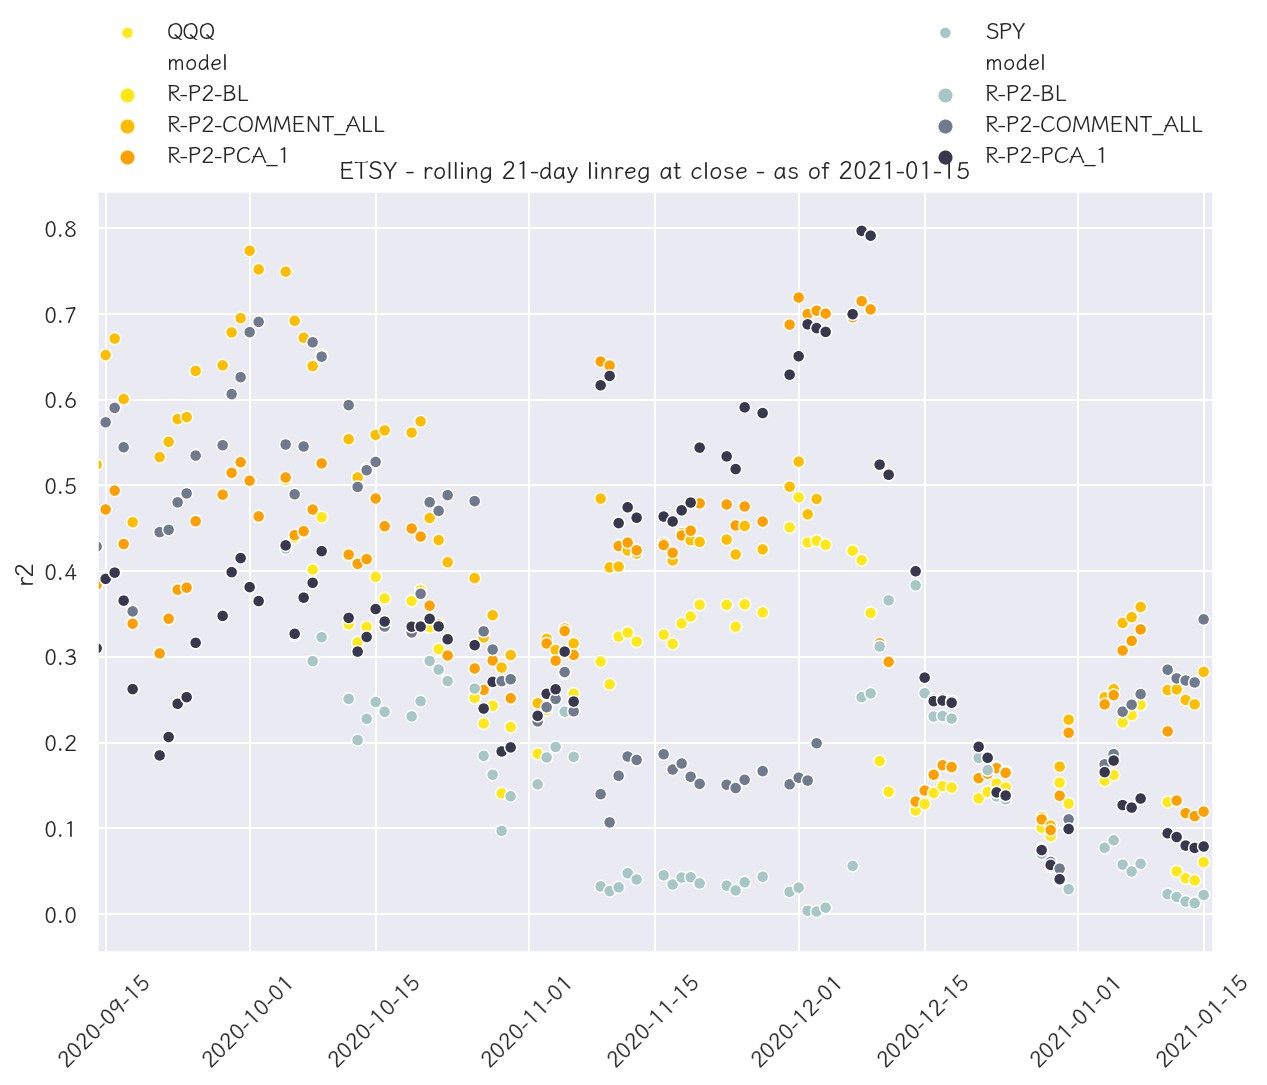 QQQ
model
R-P2-BL
R-P2-COMMENT_ALL
R-P2-PCA_1
SPY
model
R-P2-BL
R-P2-COMMENT_ALL
R-P2-PCA_1
ETSY - rolling 21-day linreg at close - as of 2021-01-15
r2
0.8
0.7
0.6
0.5
0.4
0.3
0.2
0.1
0.0
2020-09-15
2020-10-01
2020-10-15
2020-11-01
2020-11-15
2020-12-01
2020-12-15
2021-01-01
2021-01-15